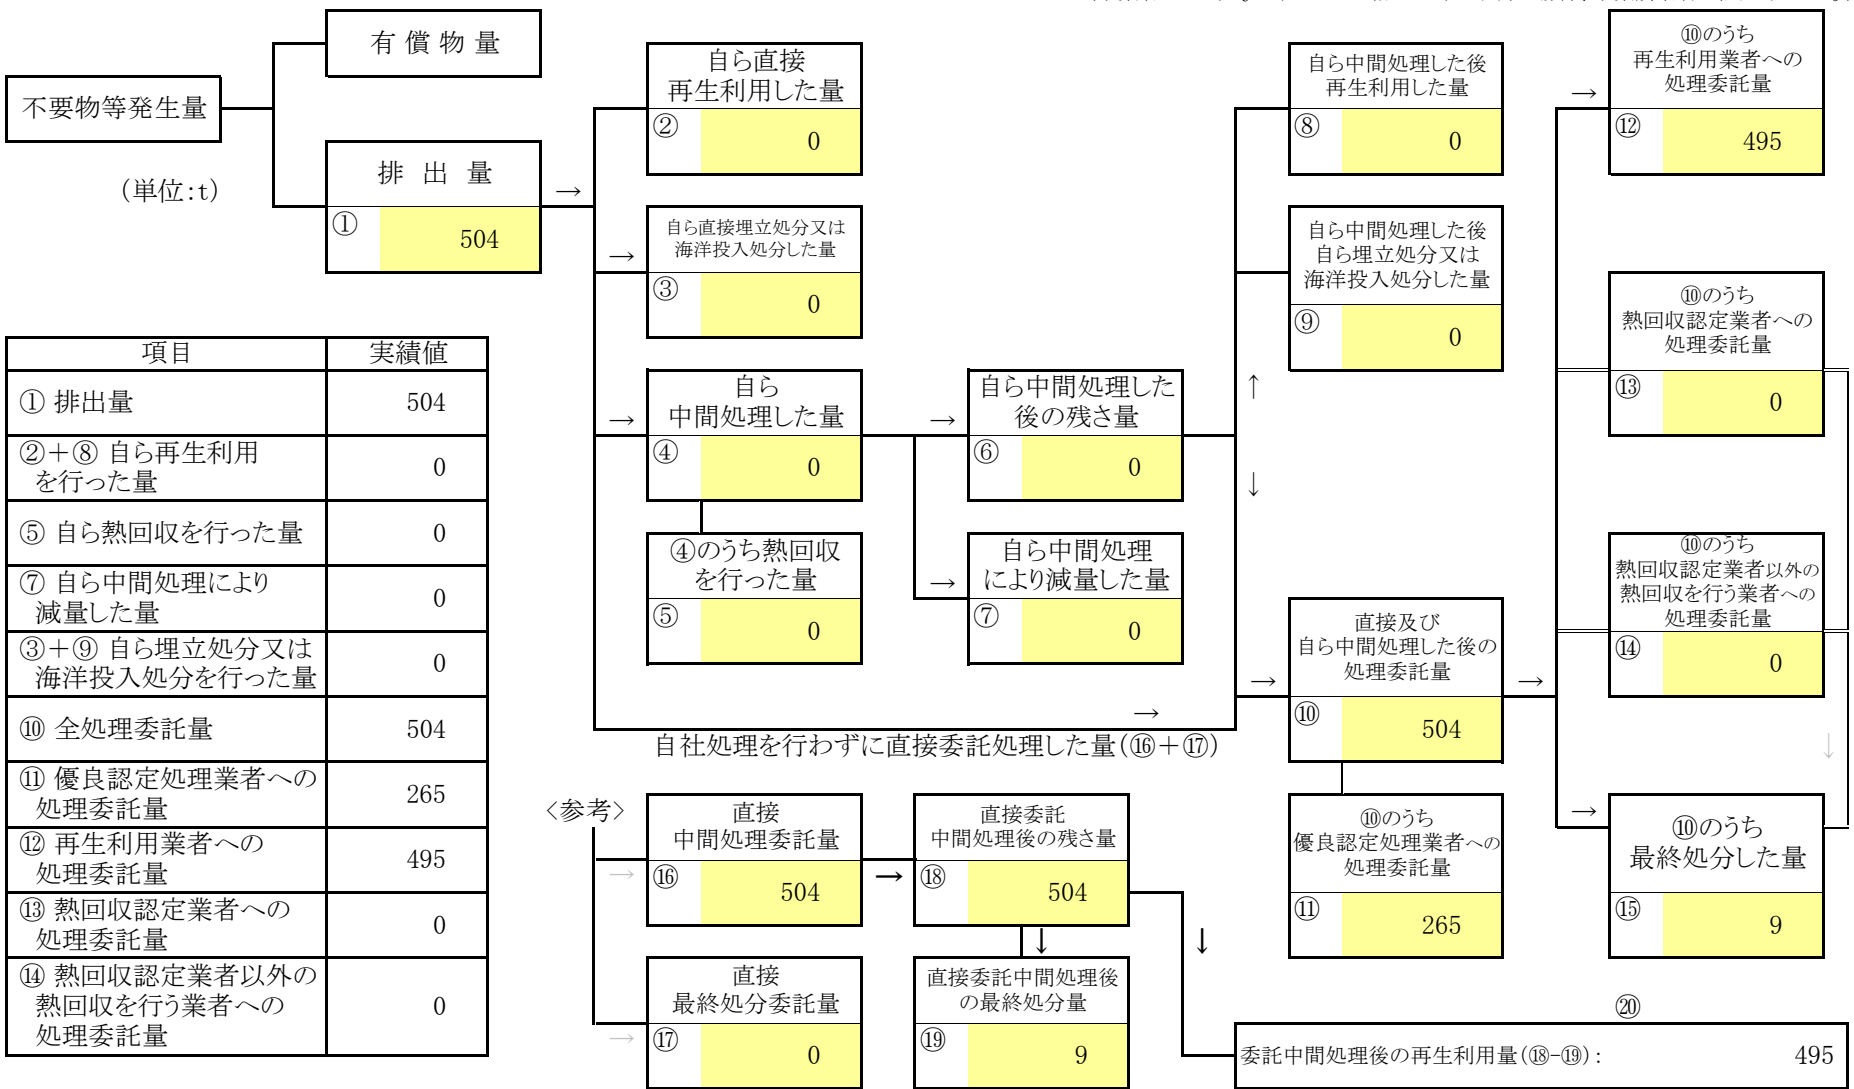 有 償 物 量
不要物等発生量
(単位:t)
排 出 量
→
①
504
自ら直接
再生利用した量
②
0
自ら直接埋立処分又は
海洋投入処分した量
→
③
0
自ら
中間処理した量
→
④
0
④のうち熱回収
を行った量
⑤
0
自ら中間処理した
後の残さ量
→
⑥
0
自ら中間処理
により減量した量
→
⑦
0
自ら中間処理した後
再生利用した量
⑧
0
自ら中間処理した後
自ら埋立処分又は
海洋投入処分した量
⑨
0
↑
↓
直接及び
自ら中間処理した後の
処理委託量
→
→
⑩
504
⑩のうち
優良認定処理業者への
処理委託量
⑪
265
⑩のうち
再生利用業者への
処理委託量
→
⑫
495
⑩のうち
熱回収認定業者への
処理委託量
⑬
0
⑩のうち
熱回収認定業者以外の
熱回収を行う業者への
処理委託量
⑭
0
↓
⑩のうち
最終処分した量
→
⑮
9
→
自社処理を行わずに直接委託処理した量(⑯+⑰)
項目 実績値
① 排出量 504
②+⑧ 自ら再生利用
を行った量 0
⑤ 自ら熱回収を行った量 0
⑦ 自ら中間処理により
減量した量 0
③+⑨ 自ら埋立処分又は
海洋投入処分を行った量 0
⑩ 全処理委託量 504
⑪ 優良認定処理業者への
処理委託量 265
⑫ 再生利用業者への
処理委託量 495
⑬ 熱回収認定業者への
処理委託量 0
⑭ 熱回収認定業者以外の
熱回収を行う業者への
処理委託量 0
〈参考〉
直接
中間処理委託量
→
⑯
504
直接
最終処分委託量
→
⑰
0
直接委託
中間処理後の残さ量
→
⑱
504
↓
↓
直接委託中間処理後
の最終処分量
⑲
9
⑳
委託中間処理後の再生利用量(⑱-⑲): 495